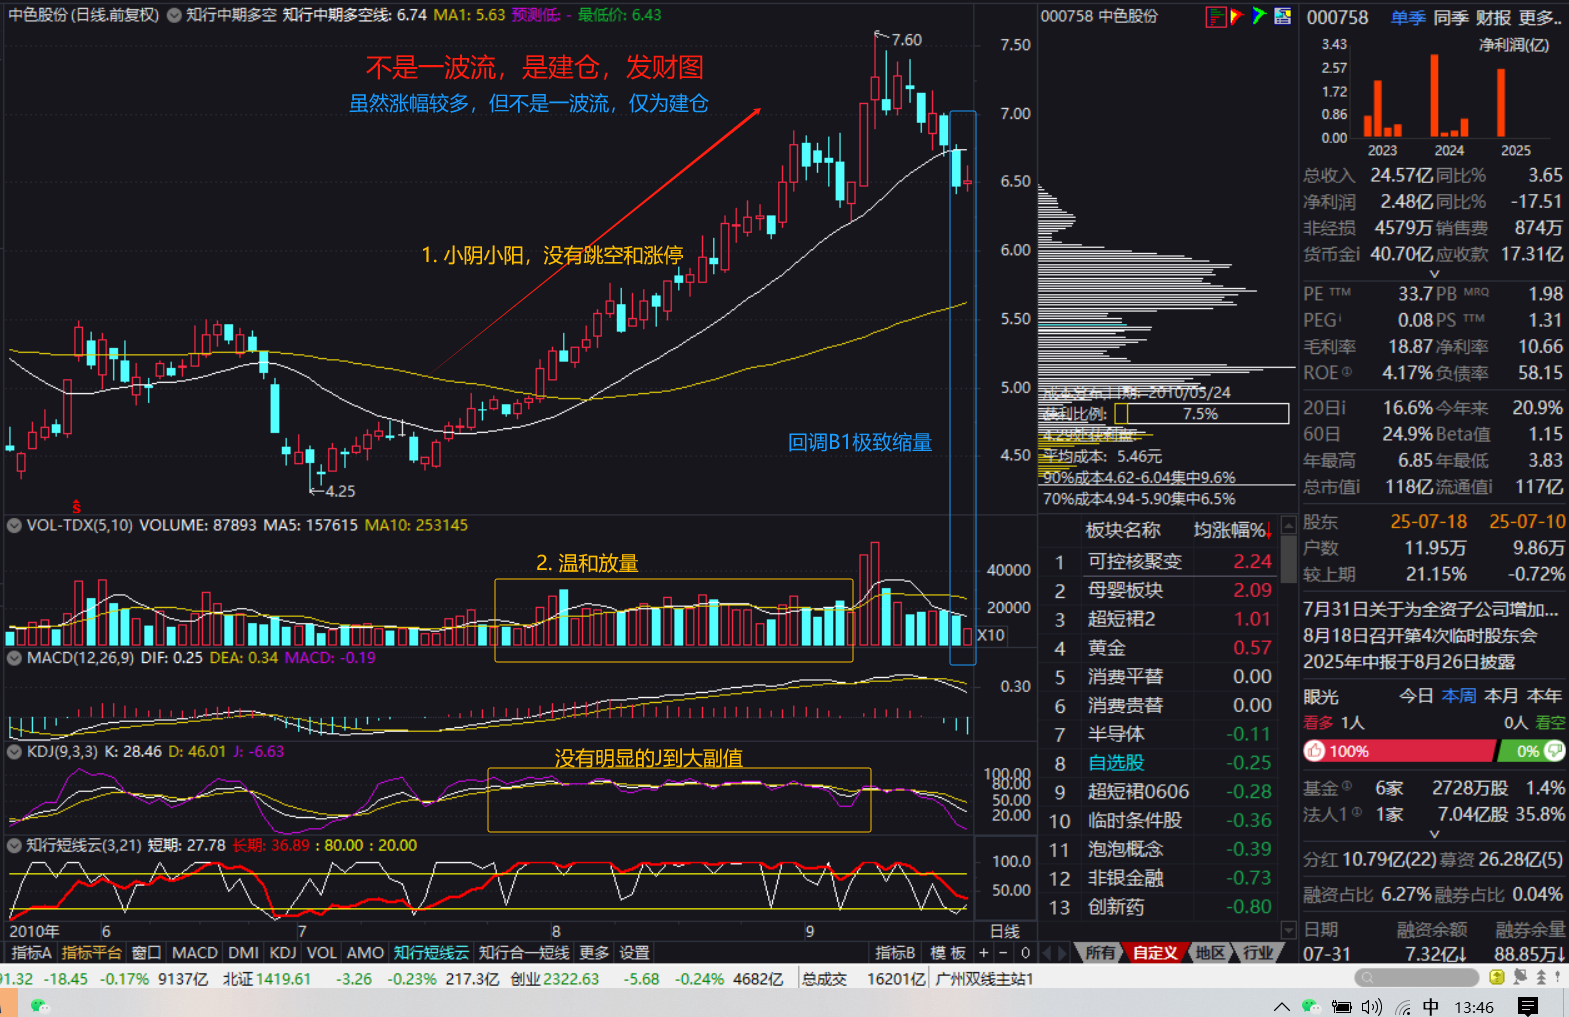 中色股份 (日线.前复权) 知行中期多空 知行中期多空线: 6.74 MA1: 5.63 预测低: - 最低价: 6.43
7.60
不是一波流，是建仓，发财图
虽然涨幅较多，但不是一波流，仅为建仓
1. 小阴小阳，没有跳空和涨停
回调B1极致缩量
4.25
7.50
7.00
6.50
6.00
5.50
5.00
4.50
VOL-TDX(5,10) VOLUME: 87893 MA5: 157615 MA10: 253145
2. 温和放量
40000
20000
X10
MACD(12,26,9) DIF: 0.25 DEA: 0.34 MACD: -0.19
0.30
KDJ(9,3,3) K: 28.46 D: 46.01 J: -6.63
没有明显的J到大副值
100.00
80.00
50.00
20.00
知行短线云(3,21) 短期: 27.78 长期: 36.89 : 80.00 : 20.00
100.0
50.00
2010年 6 7 8 9 日线
指标A 指标平台 窗口 MACD DMI KDJ VOL AMO 知行短线云 知行合一短线 更多 设置 指标B 模 板 + − 0
000758 中色股份
成本发布日期: 2010/05/24
获利比例: 7.5%
4.29处获利盘:
平均成本: 5.46元
90%成本4.62-6.04集中9.6%
70%成本4.94-5.90集中6.5%
板块名称 均涨幅%↓
1 可控核聚变 2.24
2 母婴板块 2.09
3 超短裙2 1.01
4 黄金 0.57
5 消费平替 0.00
6 消费贵替 0.00
7 半导体 -0.11
8 自选股 -0.25
9 超短裙0606 -0.28
10 临时条件股 -0.36
11 泡泡概念 -0.39
12 非银金融 -0.73
13 创新药 -0.80
所有 自定义 地区 行业
000758 单季 同季 财报 更多..
净利润(亿)
3.43
2.57
1.72
0.86
0.00
2023 2024 2025
总收入 24.57亿 同比% 3.65
净利润 2.48亿 同比% -17.51
非经损 4579万 销售费 874万
货币金i 40.70亿 应收款 17.31亿
PE TTM 33.7 PB MRQ 1.98
PEG i 0.08 PS TTM 1.31
毛利率 18.87 净利率 10.66
ROE 4.17% 负债率 58.15
20日i 16.6% 今年来 20.9%
60日 24.9% Beta值 1.15
年最高 6.85 年最低 3.83
总市值i 118亿 流通值i 117亿
股东 25-07-18 25-07-10
户数 11.95万 9.86万
较上期 21.15% -0.72%
7月31日关于为全资子公司增加...
8月18日召开第4次临时股东会
2025年中报于8月26日披露
眼光 今日 本周 本月 本年
看多 1人 0人 看空
100% 0%
基金 6家 2728万股 1.4%
法人1 1家 7.04亿股 35.8%
分红 10.79亿(22) 募资 26.28亿(5)
融资占比 6.27% 融券占比 0.04%
日期 融资余额 融券余量
07-31 7.32亿↓ 88.85万↓
91.32 -18.45 -0.17% 9137亿 北证1419.61 -3.26 -0.23% 217.3亿 创业2322.63 -5.68 -0.24% 4682亿 总成交 16201亿 广州双线主站1
中 13:46